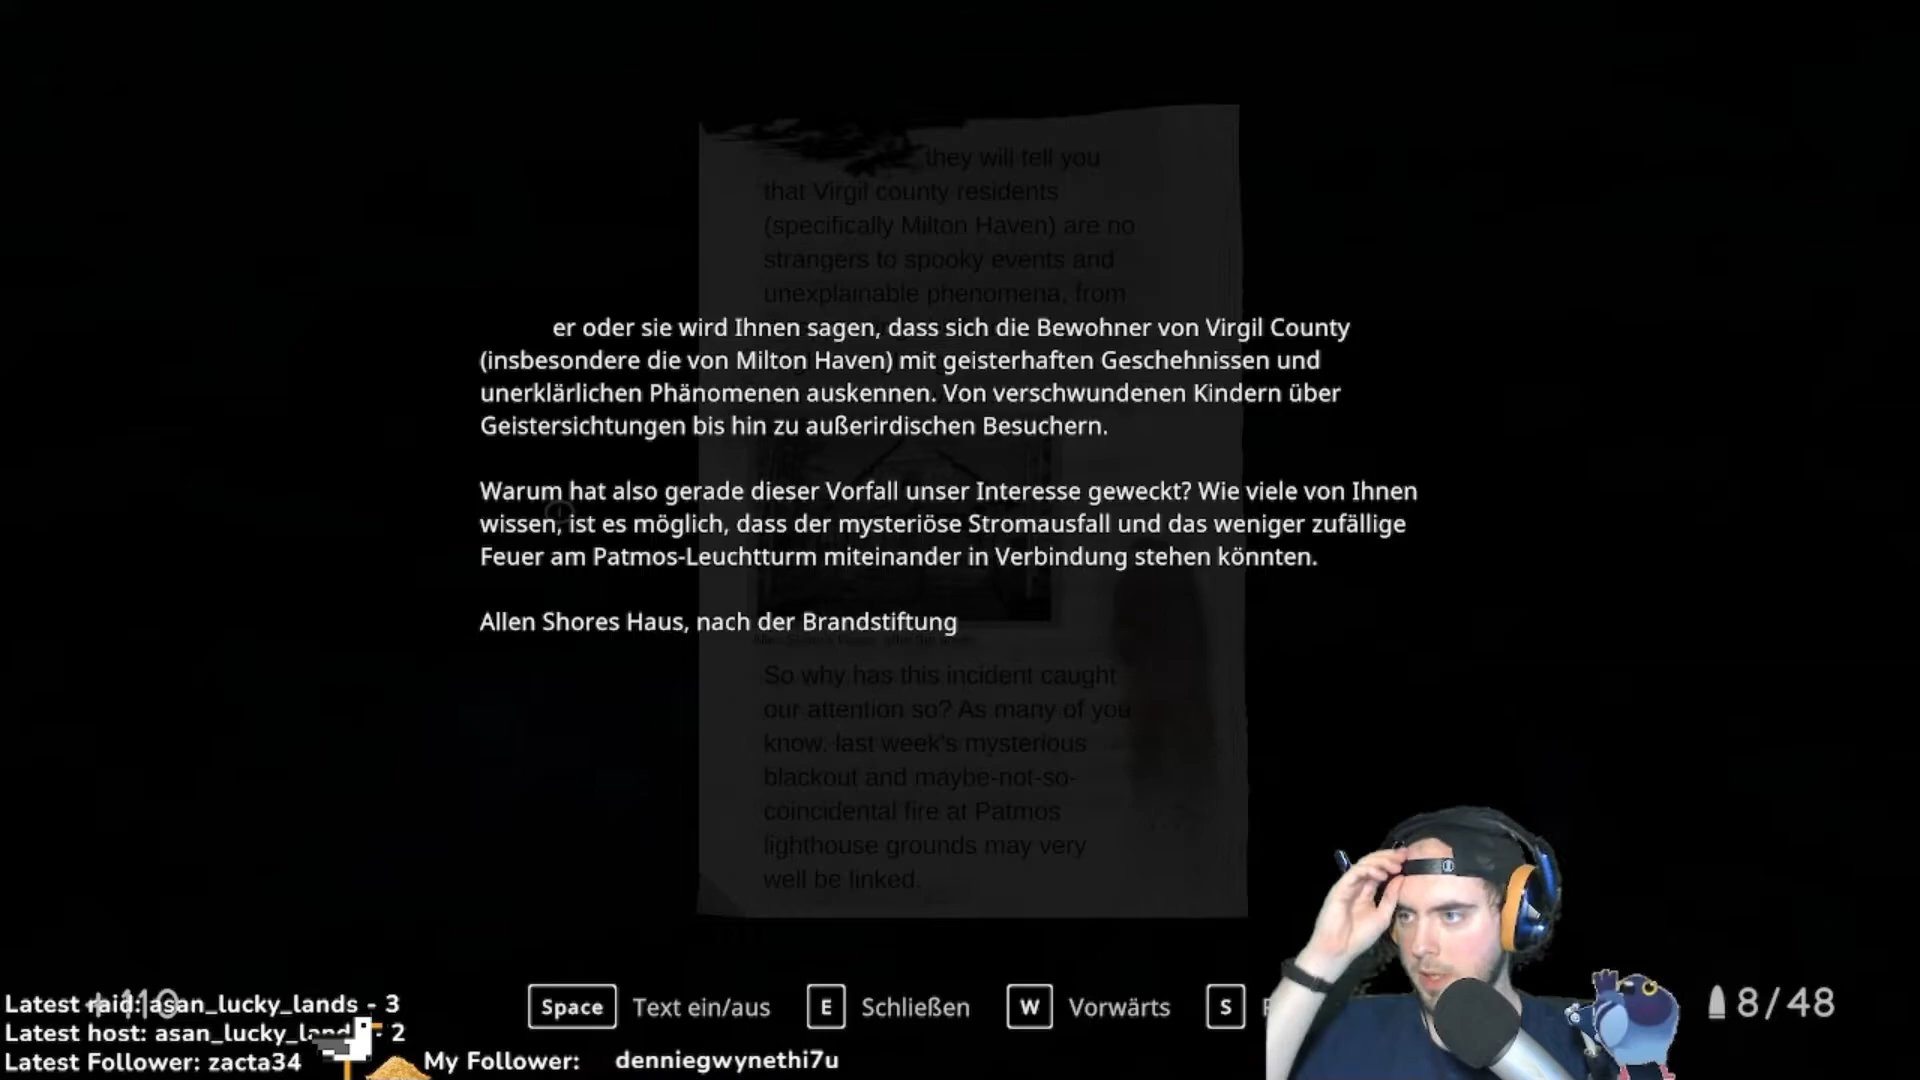 they will tell you
that Virgil county residents
(specifically Milton Haven) are no
strangers to spooky events and
unexplainable phenomena, from
er oder sie wird Ihnen sagen, dass sich die Bewohner von Virgil County
(insbesondere die von Milton Haven) mit geisterhaften Geschehnissen und
unerklärlichen Phänomenen auskennen. Von verschwundenen Kindern über
Geistersichtungen bis hin zu außerirdischen Besuchern.
Warum hat also gerade dieser Vorfall unser Interesse geweckt? Wie viele von Ihnen
wissen, ist es möglich, dass der mysteriöse Stromausfall und das weniger zufällige
Feuer am Patmos-Leuchtturm miteinander in Verbindung stehen könnten.
Allen Shores Haus, nach der Brandstiftung
So why has this incident caught
our attention so? As many of you
know, last week's mysterious
blackout and maybe-not-so-
coincidental fire at Patmos
lighthouse grounds may very
well be linked.
Space Text ein/aus E Schließen W Vorwärts S
8/48
+110
Latest raid: asan_lucky_lands - 3
Latest host: asan_lucky_lands - 2
Latest Follower: zacta34
My Follower: denniegwynethi7u